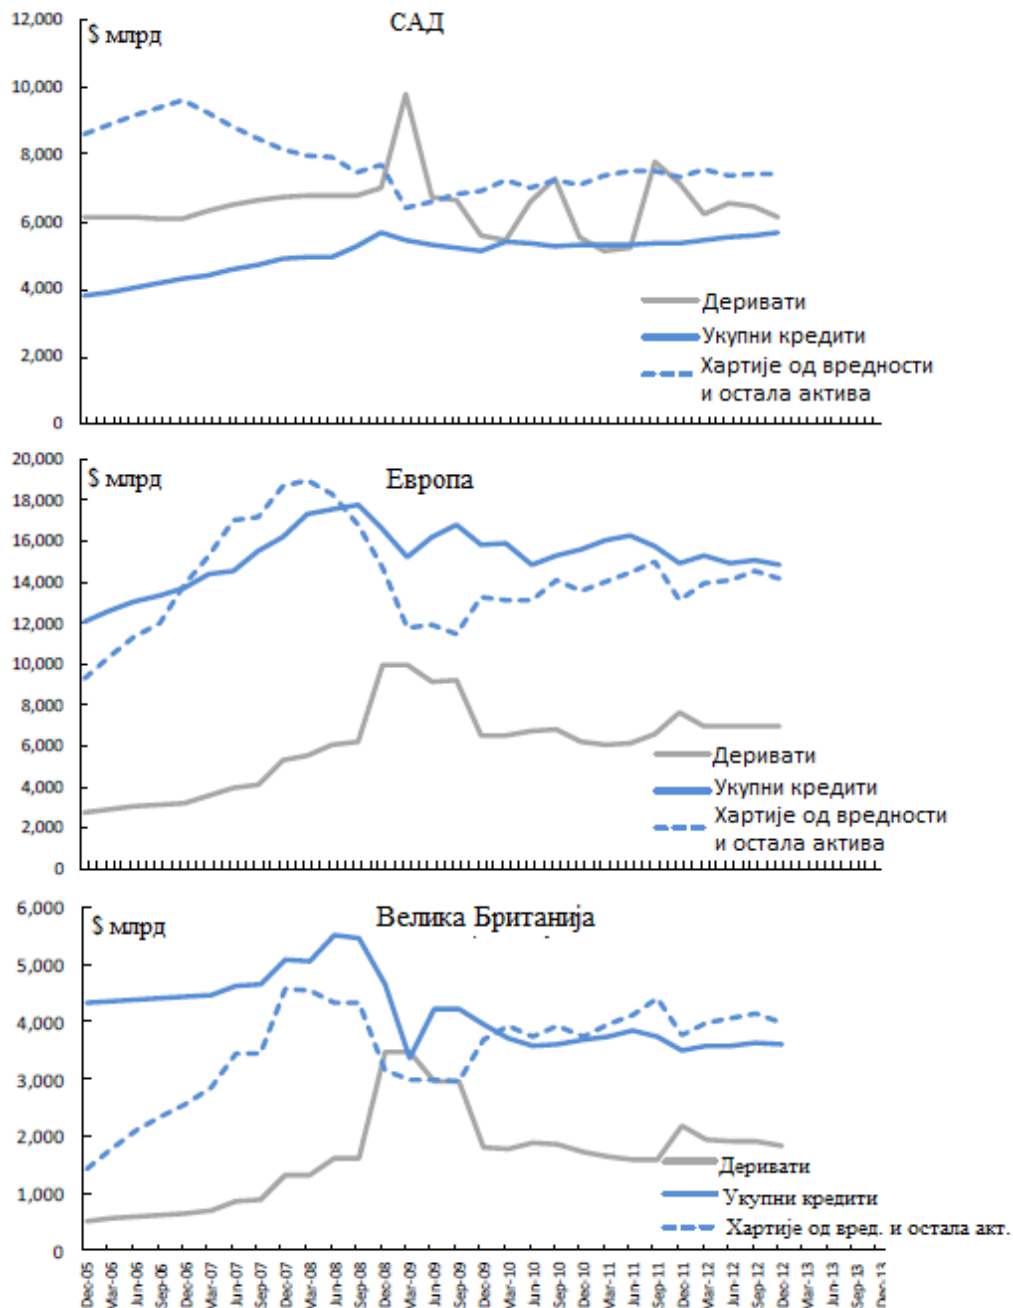 САД
$ млрд
12,000
10,000
8,000
6,000
4,000
2,000
0
Деривати
Укупни кредити
Хартије од вредности
и остала актива
Европа
$ млрд
20,000
18,000
16,000
14,000
12,000
10,000
8,000
6,000
4,000
2,000
0
Деривати
Укупни кредити
Хартије од вредности
и остала актива
Велика Британија
$ млрд
6,000
5,000
4,000
3,000
2,000
1,000
0
Деривати
Укупни кредити
Хартије од вред. и остала акт.
Dec-05
Mar-06
Jun-06
Sep-06
Dec-06
Mar-07
Jun-07
Sep-07
Dec-07
Mar-08
Jun-08
Sep-08
Dec-08
Mar-09
Jun-09
Sep-09
Dec-09
Mar-10
Jun-10
Sep-10
Dec-10
Mar-11
Jun-11
Sep-11
Dec-11
Mar-12
Jun-12
Sep-12
Dec-12
Mar-13
Jun-13
Sep-13
Dec-13